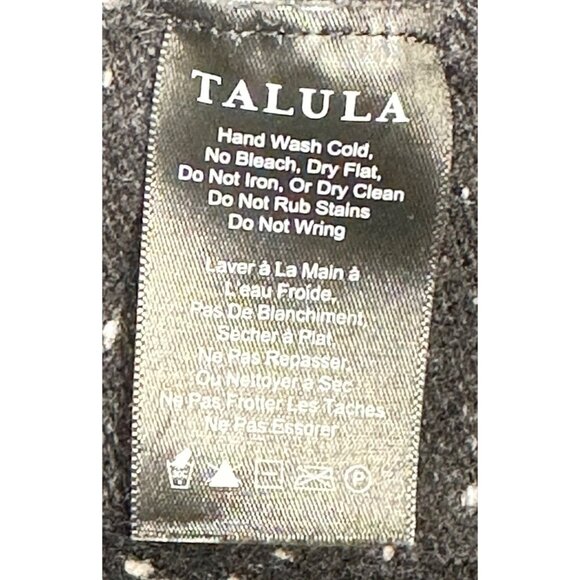 TALULA
Hand Wash Cold,
No Bleach, Dry Flat,
Do Not Iron, Or Dry Clean
Do Not Rub Stains
Do Not Wring
Laver à La Main à
L'eau Froide.
Pas De Blanchiment,
Sécher à Plat
Ne Pas Repasser,
Ou Nettoyer à Sec
Ne Pas Frotter Les Taches,
Ne Pas Essorer
P